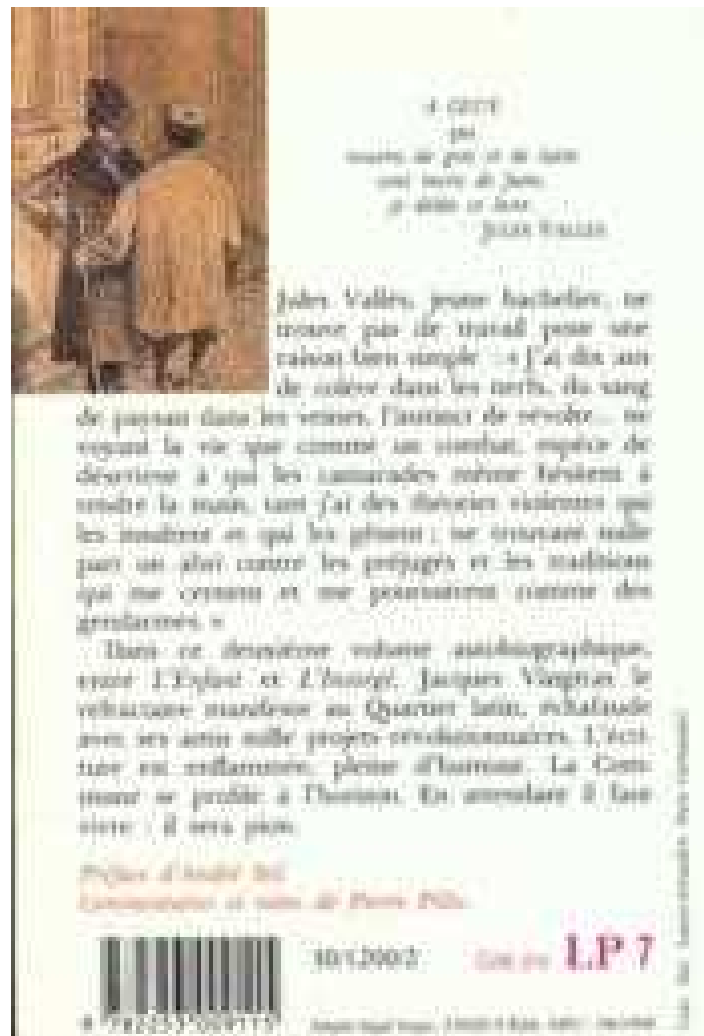 A CEUX
qui
nourris de grec et de latin
sont morts de faim,
je dédie ce livre.
JULES VALLÈS
Jules Vallès, jeune bachelier, ne
trouve pas de travail pour une
raison bien simple : « J'ai dix ans
de colère dans les nerfs, du sang
de paysan dans les veines, l'instinct de révolte... ne
voyant la vie que comme un combat, espèce de
déserteur à qui les camarades même hésitent à
tendre la main, tant j'ai des théories violentes qui
les insultent et qui les gênent ; ne trouvant nulle
part un abri contre les préjugés et les traditions
qui me cernent et me poursuivent comme des
gendarmes. »
Dans ce deuxième volume autobiographique,
entre L'Enfant et L'Insurgé, Jacques Vingtras le
réfractaire manifeste au Quartier latin, échafaude
avec ses amis mille projets révolutionnaires. L'écri-
ture est enflammée, pleine d'humour. La Com-
mune se profile à l'horizon. En attendant il faut
vivre : il sera pion.
Préface d'André Stil
Commentaires et notes de Pierre Pillu
30/1200/2
LP 7